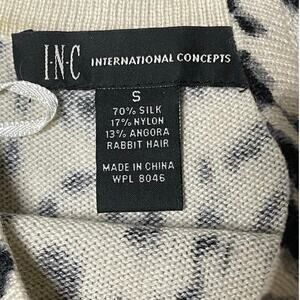 I·N·C INTERNATIONAL CONCEPTS
S
70% SILK
17% NYLON
13% ANGORA
RABBIT HAIR
MADE IN CHINA
WPL 8046